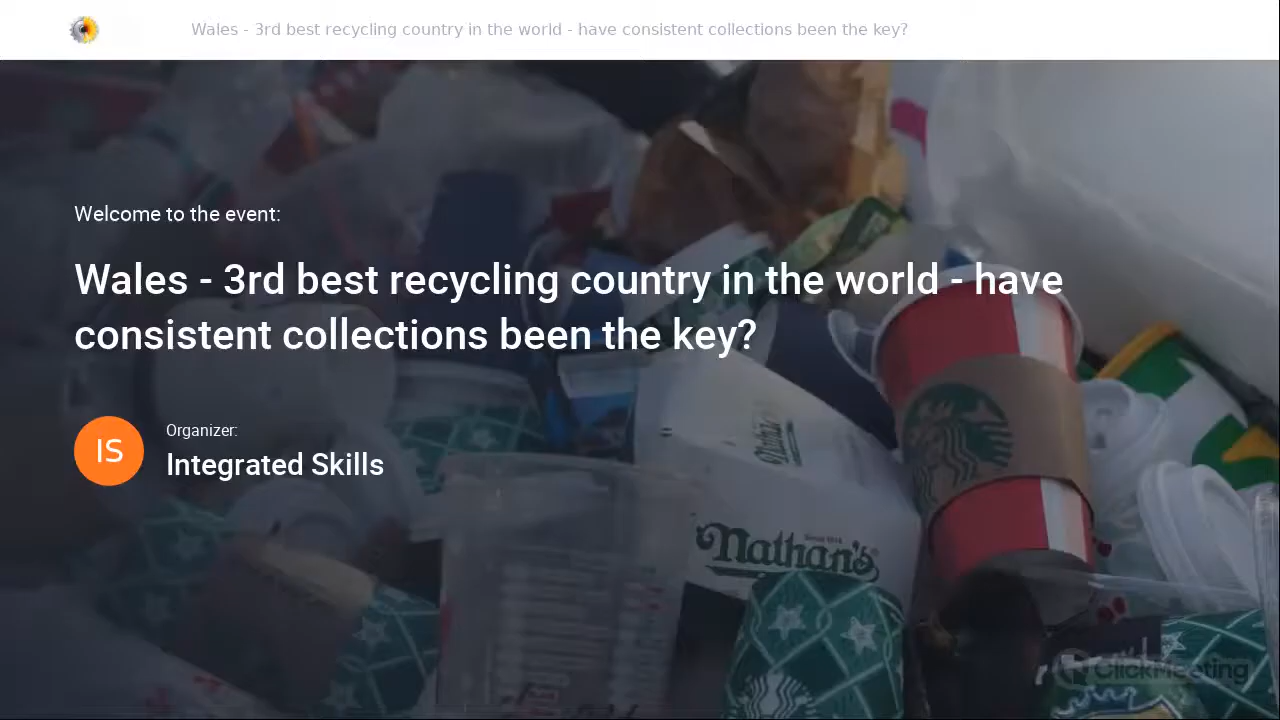 Wales - 3rd best recycling country in the world - have consistent collections been the key?
Welcome to the event:
Wales - 3rd best recycling country in the world - have
consistent collections been the key?
IS
Organizer:
Integrated Skills
Nathan's
ClickMeeting